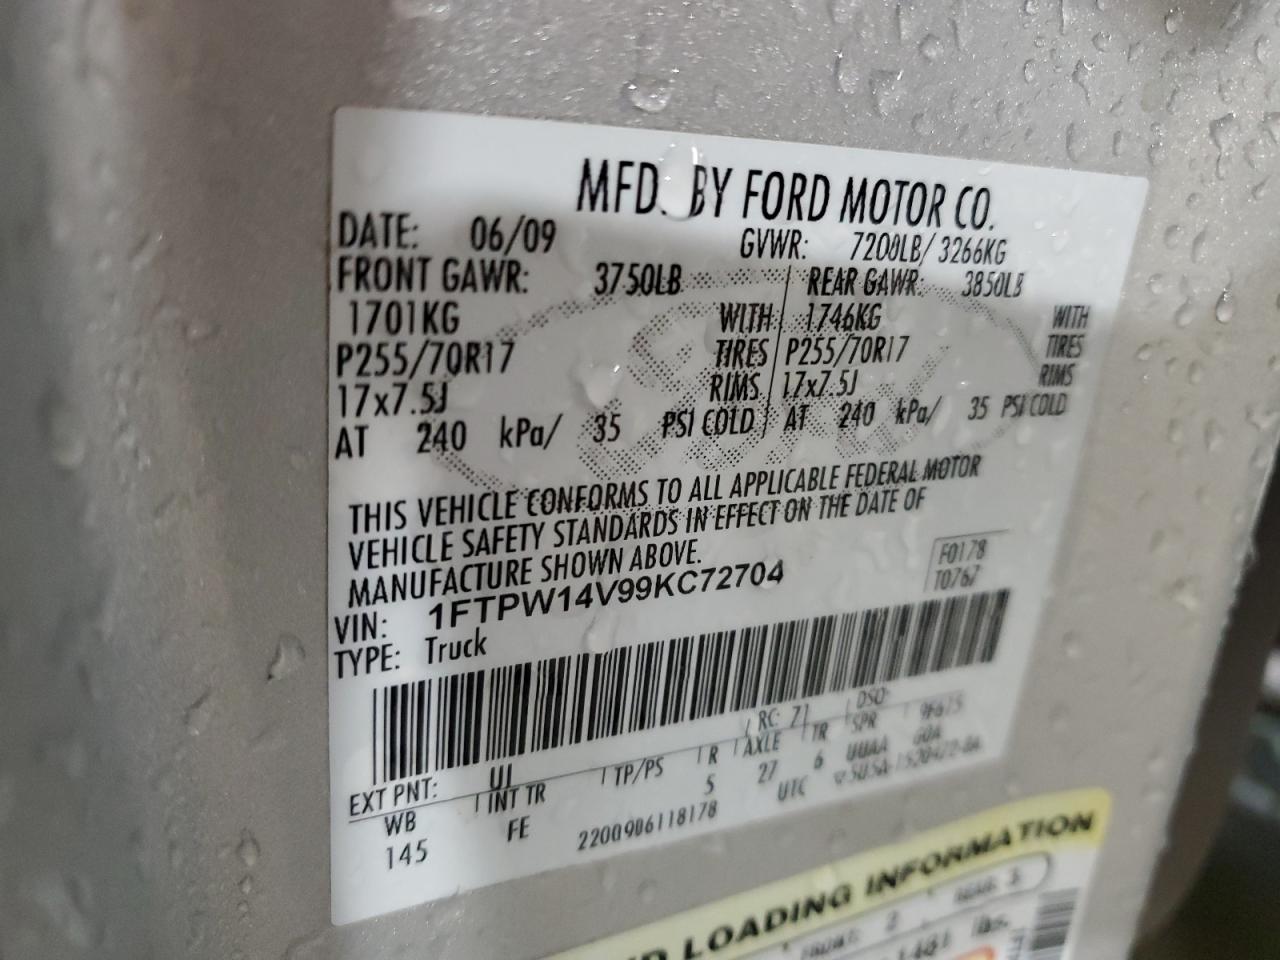 MFD. BY FORD MOTOR CO.
DATE: 06/09 GVWR: 7200LB/ 3266KG
FRONT GAWR: 3750LB REAR GAWR: 3850LB
1701KG WITH 1746KG WITH
P255/70R17 TIRES P255/70R17 TIRES
17x7.5J RIMS 17x7.5J RIMS
AT 240 kPa/ 35 PSI COLD AT 240 kPa/ 35 PSI COLD
THIS VEHICLE CONFORMS TO ALL APPLICABLE FEDERAL MOTOR
VEHICLE SAFETY STANDARDS IN EFFECT ON THE DATE OF
MANUFACTURE SHOWN ABOVE.
F0178
VIN: 1FTPW14V99KC72704 T0767
TYPE: Truck
EXT PNT: UJ RC: 71 DSO:
WB INT TR TP/PS R AXLE TR SPR
145 FE 5 27 6 UUAA
2200906118178 UTC
LOADING INFORMATION